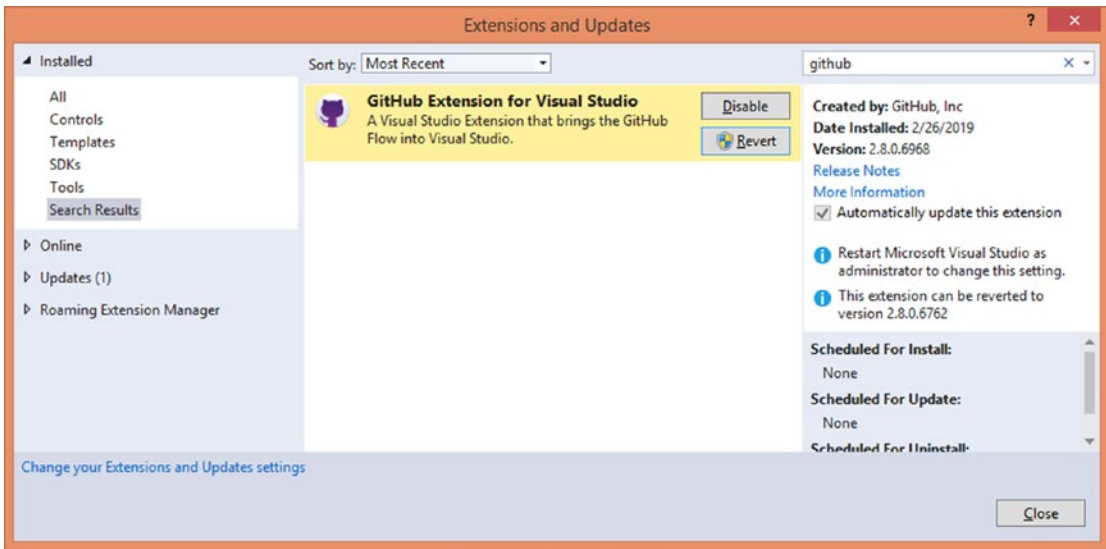 Extensions and Updates
?
Installed
All
Controls
Templates
SDKs
Tools
Search Results
Online
Updates (1)
Roaming Extension Manager
Sort by: Most Recent
GitHub Extension for Visual Studio
A Visual Studio Extension that brings the GitHub
Flow into Visual Studio.
Disable
Revert
github
Created by: GitHub, Inc
Date Installed: 2/26/2019
Version: 2.8.0.6968
Release Notes
More Information
Automatically update this extension
Restart Microsoft Visual Studio as
administrator to change this setting.
This extension can be reverted to
version 2.8.0.6762
Scheduled For Install:
None
Scheduled For Update:
None
Scheduled For Uninstall:
Change your Extensions and Updates settings
Close